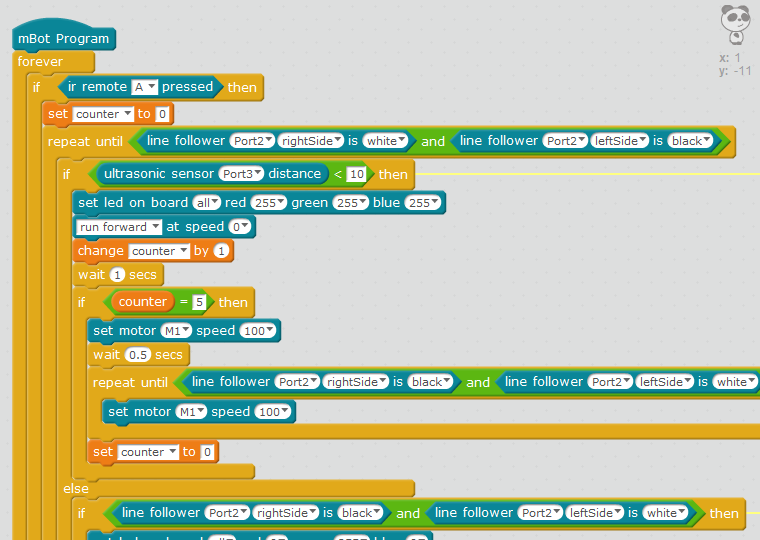 mBot Program
forever
if ir remote A pressed then
set counter to 0
repeat until line follower Port2 rightSide is white and line follower Port2 leftSide is black
if ultrasonic sensor Port3 distance < 10 then
set led on board all red 255 green 255 blue 255
run forward at speed 0
change counter by 1
wait 1 secs
if counter = 5 then
set motor M1 speed 100
wait 0.5 secs
repeat until line follower Port2 rightSide is black and line follower Port2 leftSide is white
set motor M1 speed 100
set counter to 0
else
if line follower Port2 rightSide is black and line follower Port2 leftSide is white then
x: 1
y: -11